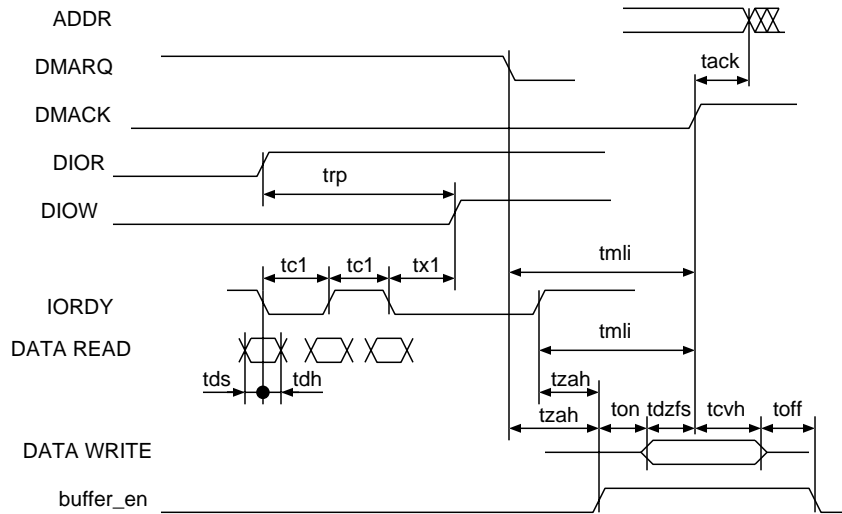 ADDR
DMARQ
tack
DMACK
DIOR
trp
DIOW
tc1 tc1 tx1 tmli
IORDY
tmli
DATA READ
tds tdh tzah
tzah ton tdzfs tcvh toff
DATA WRITE
buffer_en